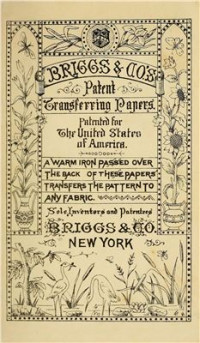 BRIGGS & CO'S
Patent
Transferring Papers.
Patented for
The United States
of America.
A WARM IRON PASSED OVER
THE BACK OF THESE PAPERS
TRANSFERS THE PATTERN TO
ANY FABRIC.
Sole Inventors and Patentees
BRIGGS & CO
NEW YORK